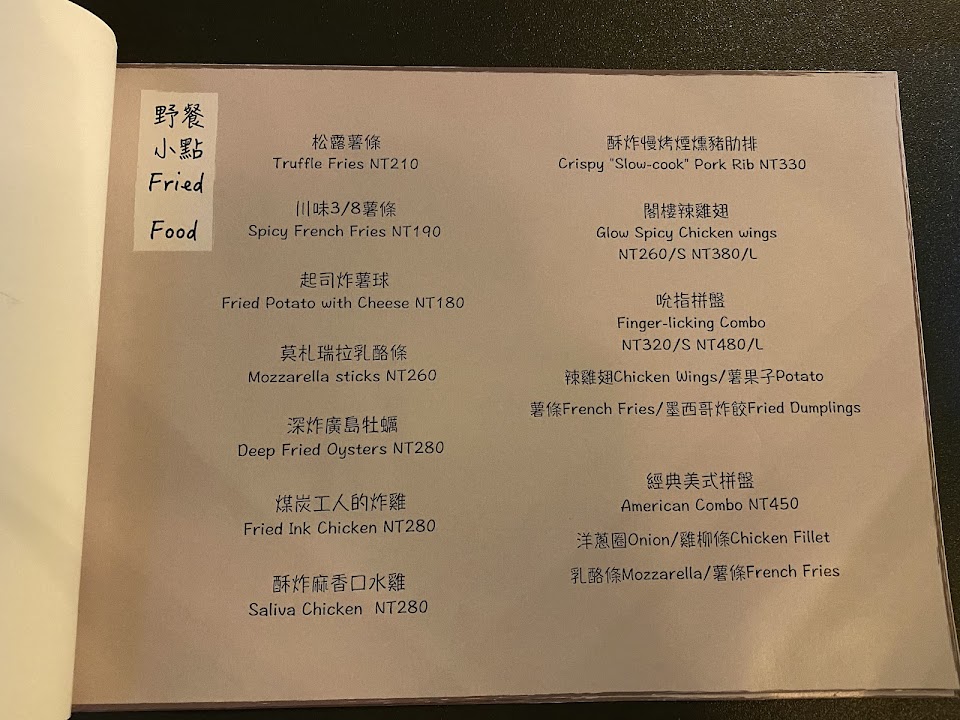 野餐
小點
Fried
Food
松露薯條
Truffle Fries NT210
川味3/8薯條
Spicy French Fries NT190
起司炸薯球
Fried Potato with Cheese NT180
莫札瑞拉乳酪條
Mozzarella sticks NT260
深炸廣島牡蠣
Deep Fried Oysters NT280
煤炭工人的炸雞
Fried Ink Chicken NT280
酥炸麻香口水雞
Saliva Chicken NT280
酥炸慢烤煙燻豬肋排
Crispy "Slow-cook" Pork Rib NT330
閣樓辣雞翅
Glow Spicy Chicken wings
NT260/S NT380/L
吮指拼盤
Finger-licking Combo
NT320/S NT480/L
辣雞翅Chicken Wings/薯果子Potato
薯條French Fries/墨西哥炸餃Fried Dumplings
經典美式拼盤
American Combo NT450
洋蔥圈Onion/雞柳條Chicken Fillet
乳酪條Mozzarella/薯條French Fries